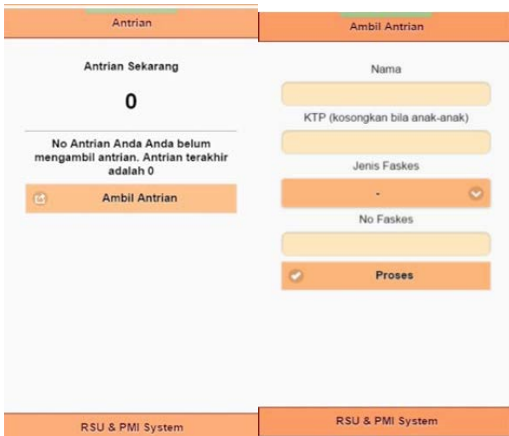 Antrian
Antrian Sekarang
0
No Antrian Anda Anda belum
mengambil antrian. Antrian terakhir
adalah 0
Ambil Antrian
RSU & PMI System
Ambil Antrian
Nama
KTP (kosongkan bila anak-anak)
Jenis Faskes
-
No Faskes
Proses
RSU & PMI System